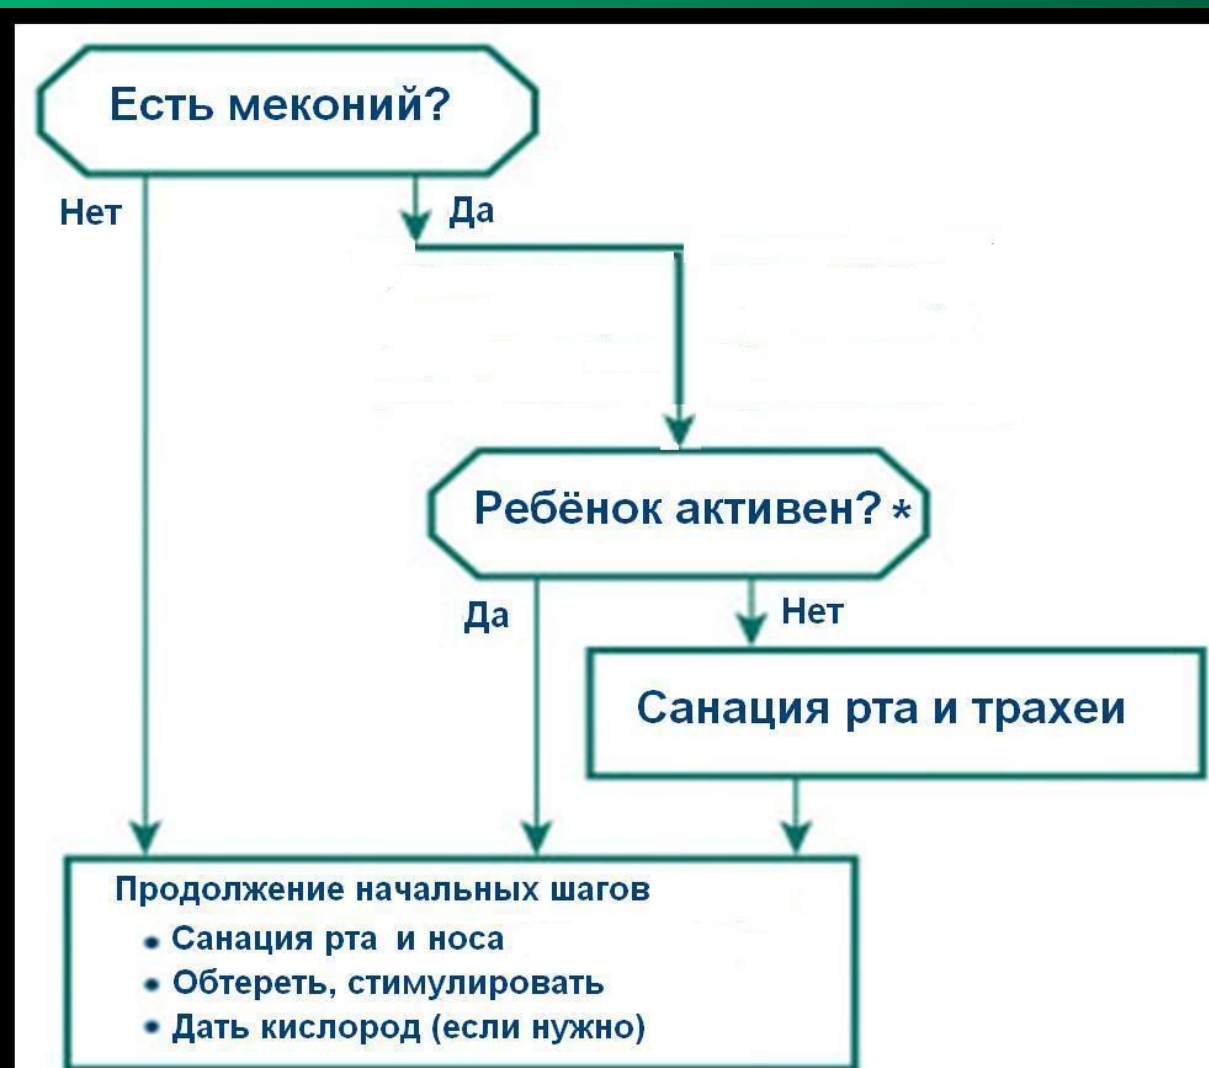 Есть меконий?
Нет
Да
Ребёнок активен? *
Да
Нет
Санация рта и трахеи
Продолжение начальных шагов
• Санация рта и носа
• Обтереть, стимулировать
• Дать кислород (если нужно)